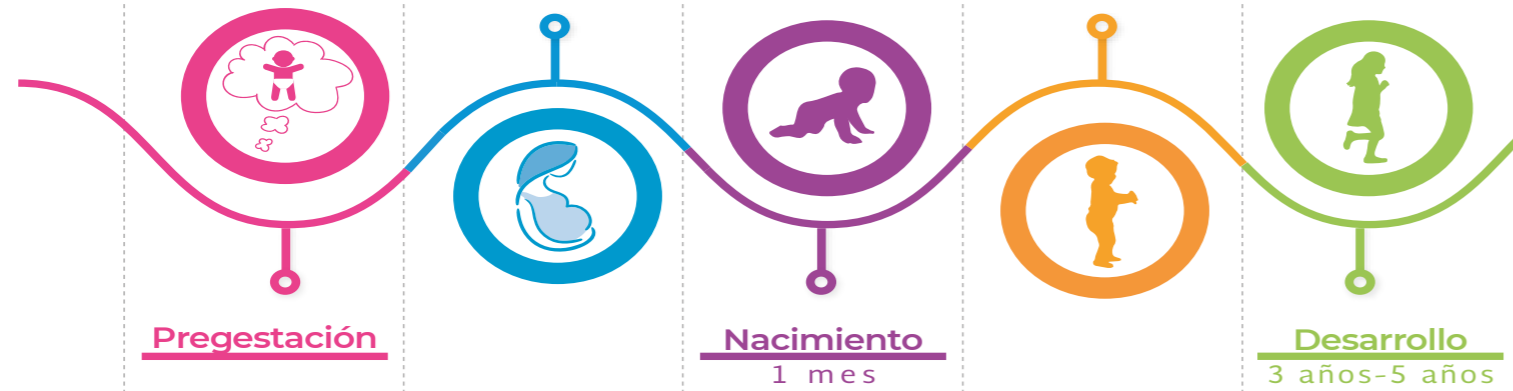 Pregestación
Nacimiento
1 mes
Desarrollo
3 años-5 años